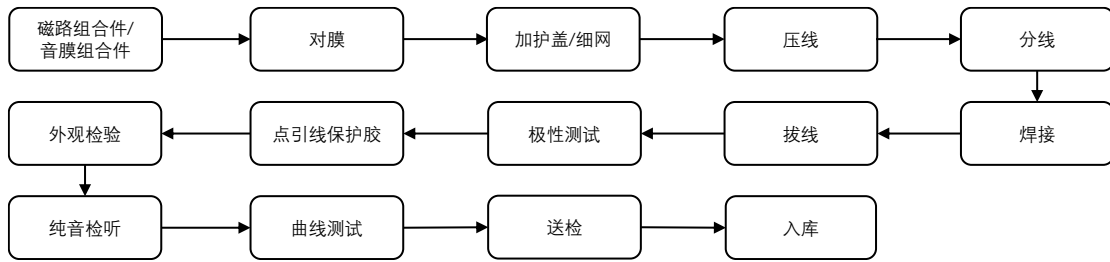 磁路组合件/
音膜组合件
对膜
加护盖/细网
压线
分线
焊接
拔线
极性测试
点引线保护胶
外观检验
纯音检听
曲线测试
送检
入库